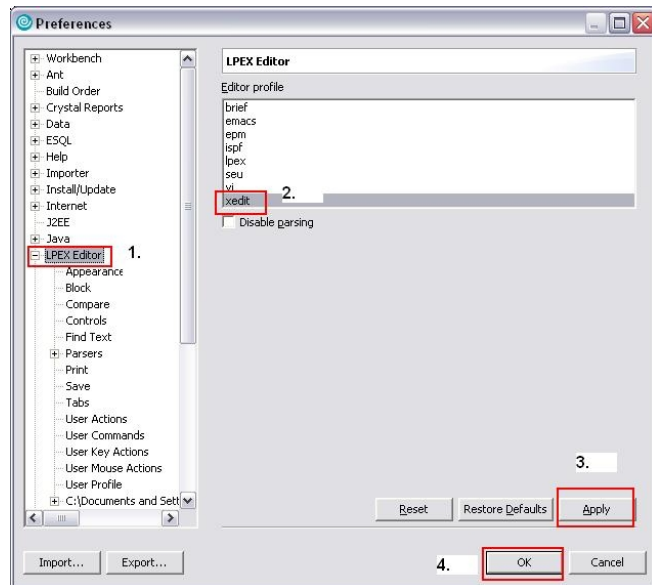 Preferences
Workbench
Ant
Build Order
Crystal Reports
Data
ESQL
Help
Importer
Install/Update
Internet
J2EE
Java
LPEX Editor 1.
Appearance
Block
Compare
Controls
Find Text
Parsers
Print
Save
Tabs
User Actions
User Commands
User Key Actions
User Mouse Actions
User Profile
C:\Documents and Sett
LPEX Editor
Editor profile
brief
emacs
epm
ispf
lpex
seu
vi
xedit 2.
Disable parsing
3.
Reset Restore Defaults Apply
Import... Export... 4. OK Cancel